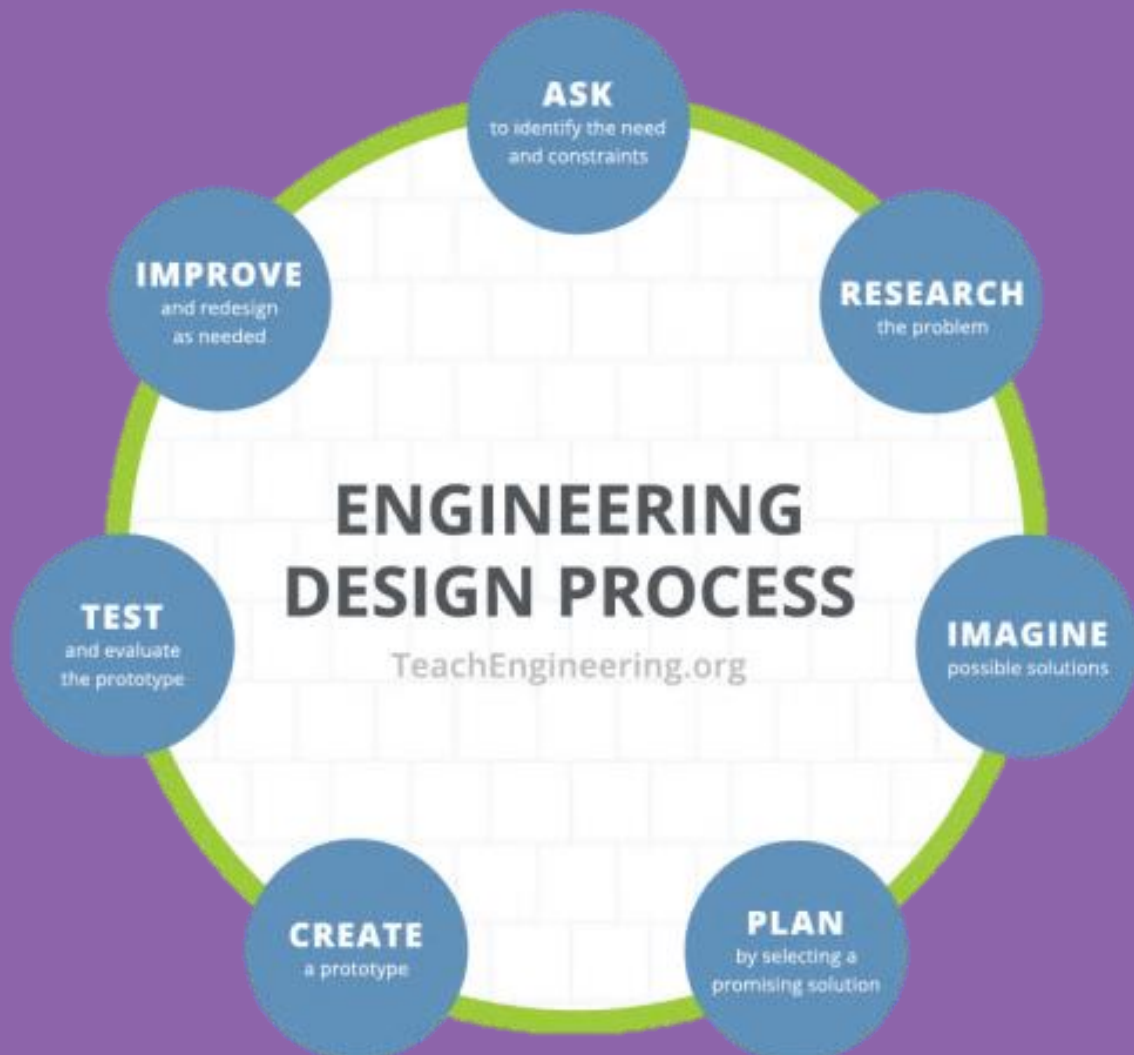 ASK
to identify the need
and constraints
RESEARCH
the problem
IMAGINE
possible solutions
PLAN
by selecting a
promising solution
CREATE
a prototype
TEST
and evaluate
the prototype
IMPROVE
and redesign
as needed
ENGINEERING
DESIGN PROCESS
TeachEngineering.org